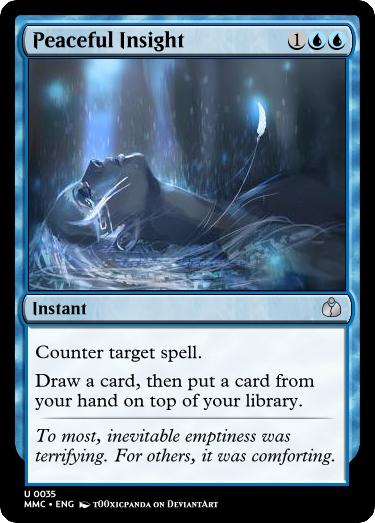 Peaceful Insight 1
Instant
Counter target spell.
Draw a card, then put a card from
your hand on top of your library.
To most, inevitable emptiness was
terrifying. For others, it was comforting.
U 0035
MMC • ENG t00xicpanda on DeviantArt